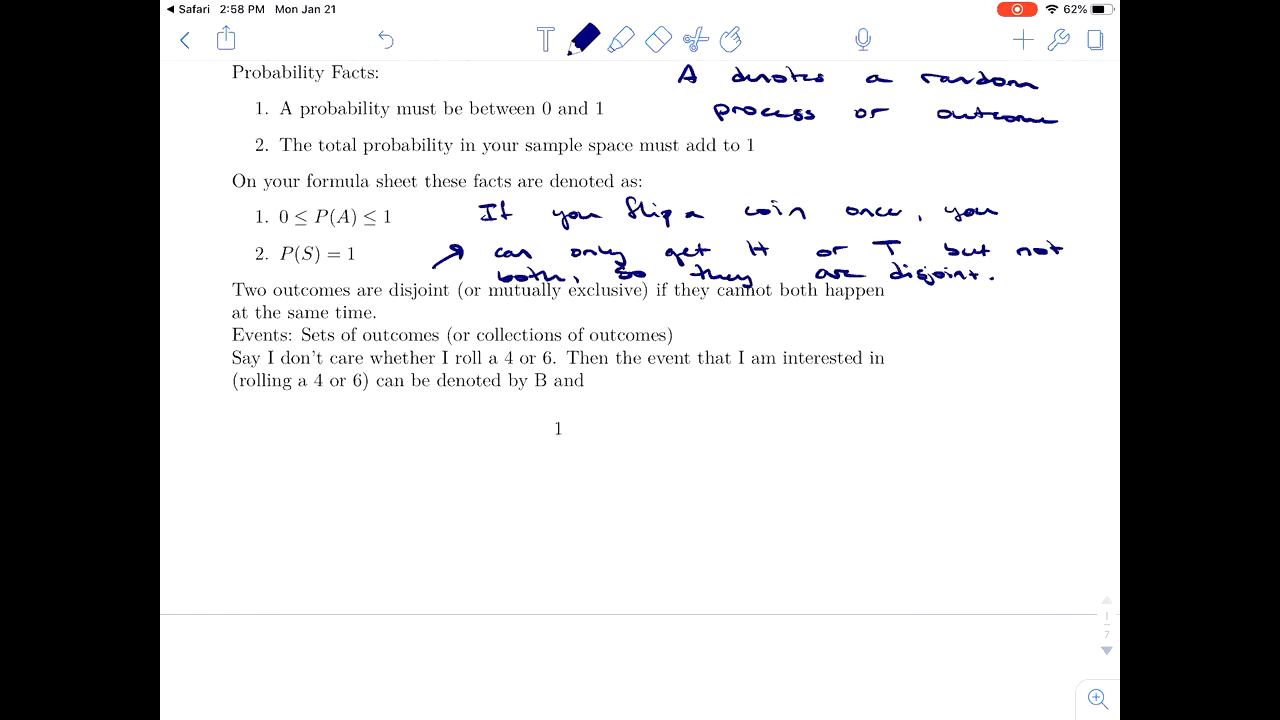 Safari 2:58 PM Mon Jan 21 62%
T
Probability Facts:
A denotes a random
process or outcome
1. A probability must be between 0 and 1
2. The total probability in your sample space must add to 1
On your formula sheet these facts are denoted as:
1. 0 ≤ P(A) ≤ 1
2. P(S) = 1
If you flip a coin once, you
can only get H or T but not
both, so they are disjoint.
Two outcomes are disjoint (or mutually exclusive) if they cannot both happen
at the same time.
Events: Sets of outcomes (or collections of outcomes)
Say I don't care whether I roll a 4 or 6. Then the event that I am interested in
(rolling a 4 or 6) can be denoted by B and
1
1
7